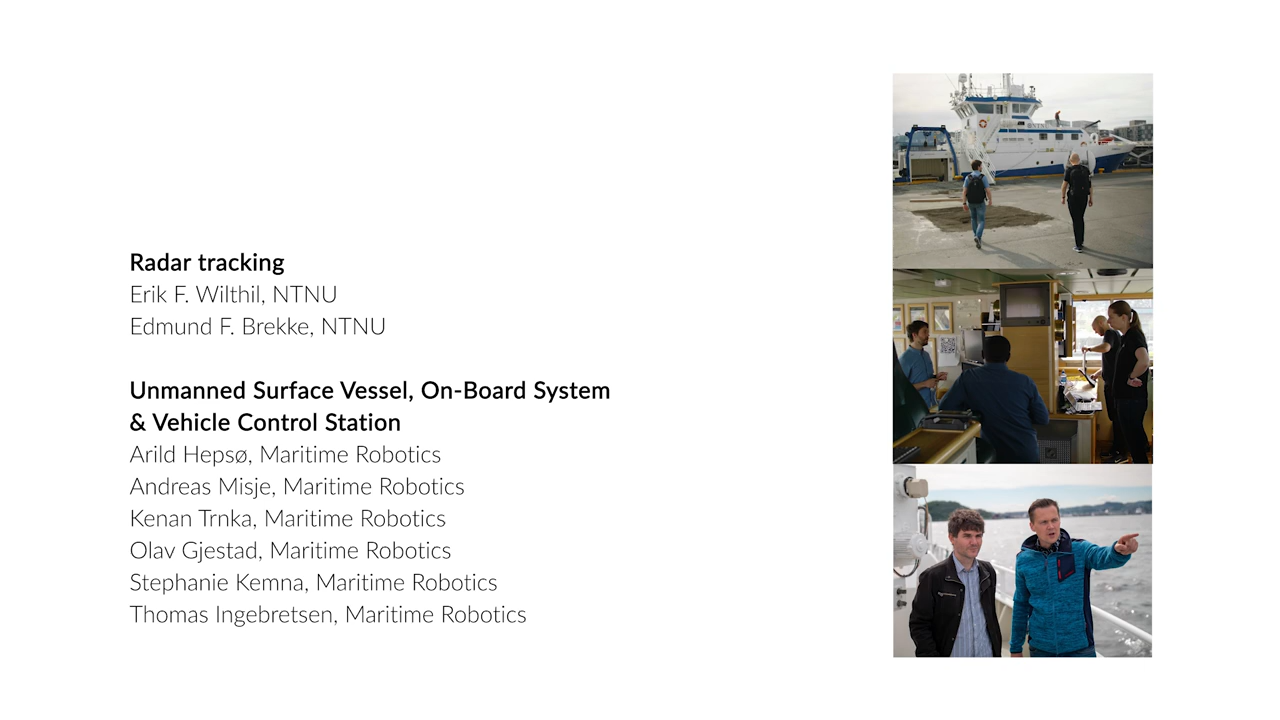 Radar tracking
Erik F. Wilthil, NTNU
Edmund F. Brekke, NTNU
Unmanned Surface Vessel, On-Board System
& Vehicle Control Station
Arild Hepsø, Maritime Robotics
Andreas Misje, Maritime Robotics
Kenan Trnka, Maritime Robotics
Olav Gjestad, Maritime Robotics
Stephanie Kemna, Maritime Robotics
Thomas Ingebretsen, Maritime Robotics